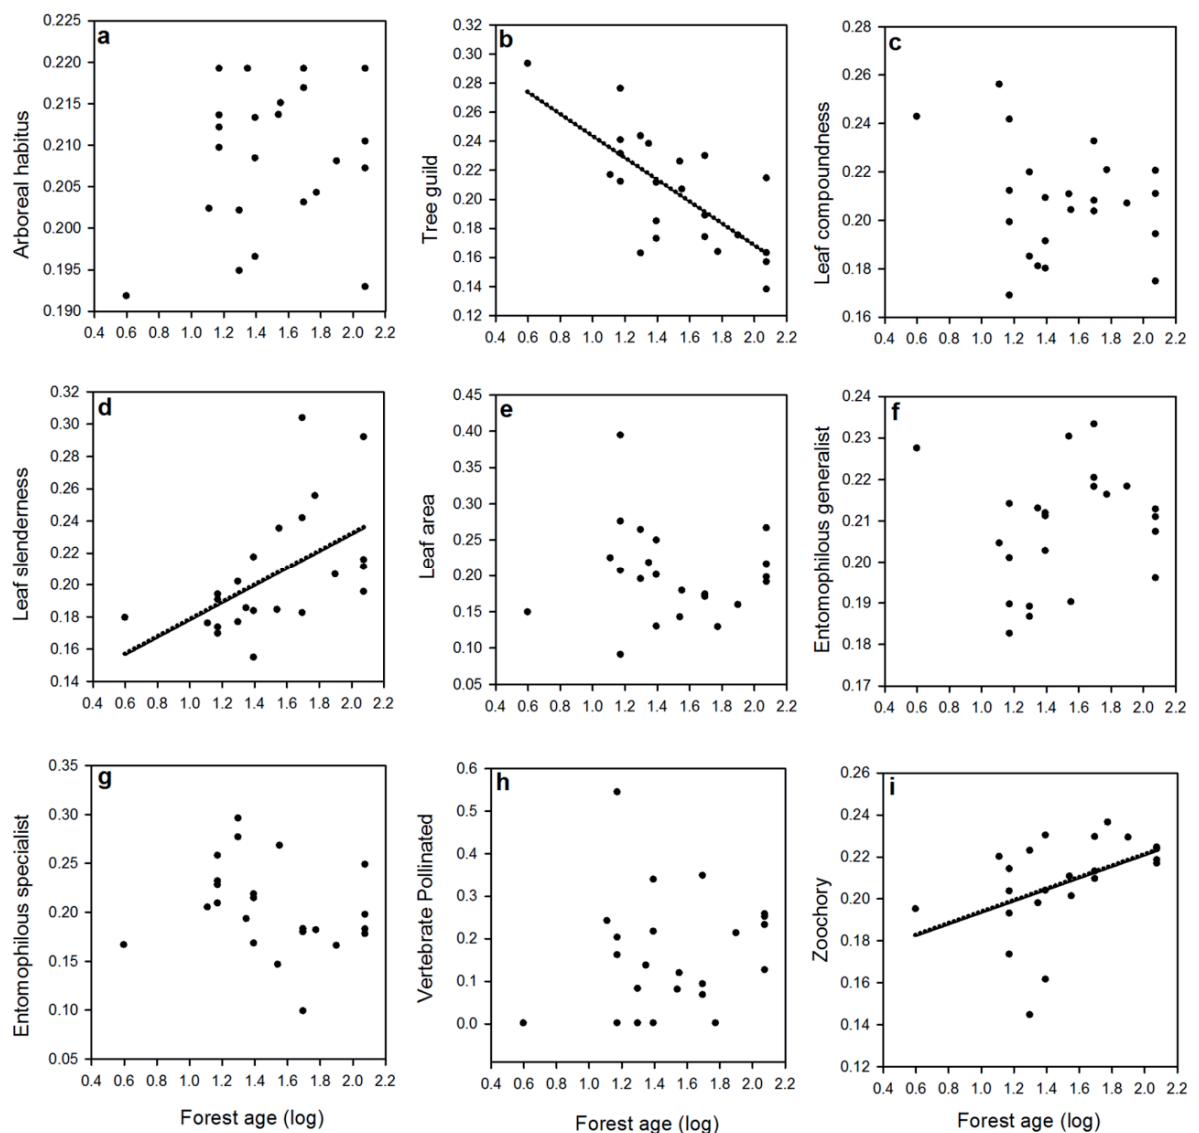 a
Arboreal habitus
0.225
0.220
0.215
0.210
0.205
0.200
0.195
0.190
0.4 0.6 0.8 1.0 1.2 1.4 1.6 1.8 2.0 2.2
b
Tree guild
0.32
0.30
0.28
0.26
0.24
0.22
0.20
0.18
0.16
0.14
0.12
0.4 0.6 0.8 1.0 1.2 1.4 1.6 1.8 2.0 2.2
c
Leaf compoundness
0.28
0.26
0.24
0.22
0.20
0.18
0.16
0.4 0.6 0.8 1.0 1.2 1.4 1.6 1.8 2.0 2.2
d
Leaf slenderness
0.32
0.30
0.28
0.26
0.24
0.22
0.20
0.18
0.16
0.14
0.4 0.6 0.8 1.0 1.2 1.4 1.6 1.8 2.0 2.2
e
Leaf area
0.45
0.40
0.35
0.30
0.25
0.20
0.15
0.10
0.05
0.4 0.6 0.8 1.0 1.2 1.4 1.6 1.8 2.0 2.2
f
Entomophilous generalist
0.24
0.23
0.22
0.21
0.20
0.19
0.18
0.17
0.4 0.6 0.8 1.0 1.2 1.4 1.6 1.8 2.0 2.2
g
Entomophilous specialist
0.35
0.30
0.25
0.20
0.15
0.10
0.05
0.4 0.6 0.8 1.0 1.2 1.4 1.6 1.8 2.0 2.2
Forest age (log)
h
Vertebrate Pollinated
0.6
0.5
0.4
0.3
0.2
0.1
0.0
0.4 0.6 0.8 1.0 1.2 1.4 1.6 1.8 2.0 2.2
Forest age (log)
i
Zoochory
0.26
0.24
0.22
0.20
0.18
0.16
0.14
0.12
0.4 0.6 0.8 1.0 1.2 1.4 1.6 1.8 2.0 2.2
Forest age (log)